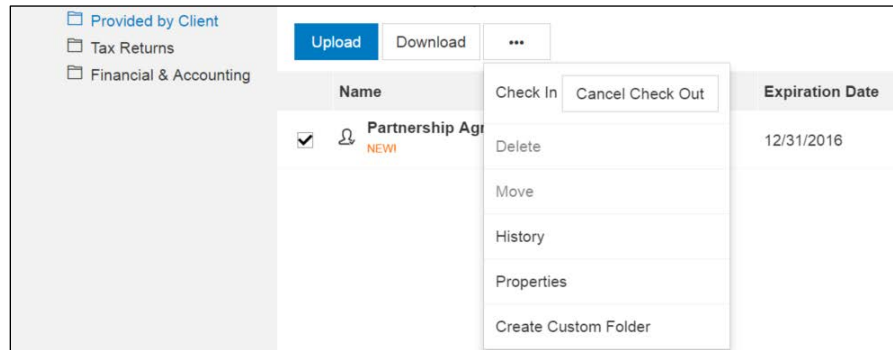 Provided by Client
Tax Returns
Financial & Accounting
Upload Download •••
Name Expiration Date
Check In Cancel Check Out
Partnership Agr
NEW!
12/31/2016
Delete
Move
History
Properties
Create Custom Folder